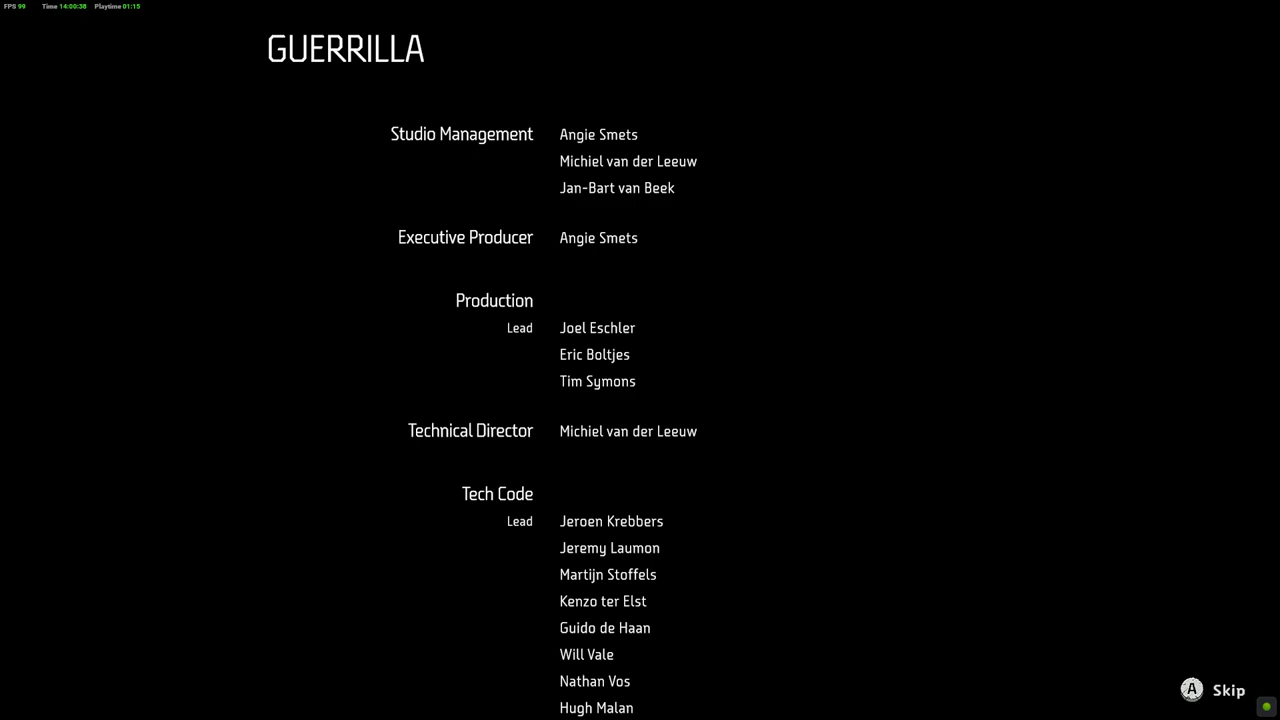 FPS 99 Time 14:00:38 Playtime 01:15
GUERRILLA
Studio Management Angie Smets
Michiel van der Leeuw
Jan-Bart van Beek
Executive Producer Angie Smets
Production
Lead Joel Eschler
Eric Boltjes
Tim Symons
Technical Director Michiel van der Leeuw
Tech Code
Lead Jeroen Krebbers
Jeremy Laumon
Martijn Stoffels
Kenzo ter Elst
Guido de Haan
Will Vale
Nathan Vos
Hugh Malan
A Skip